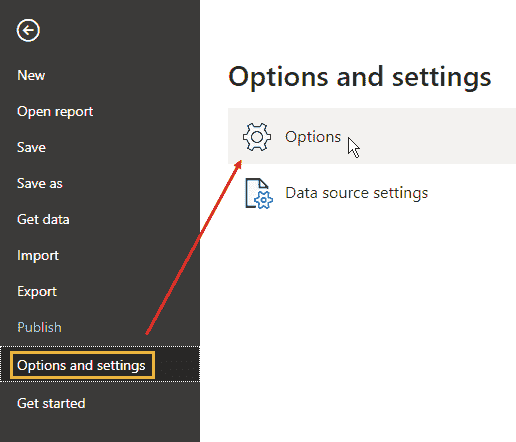 New
Open report
Save
Save as
Get data
Import
Export
Publish
Options and settings
Get started
Options and settings
Options
Data source settings